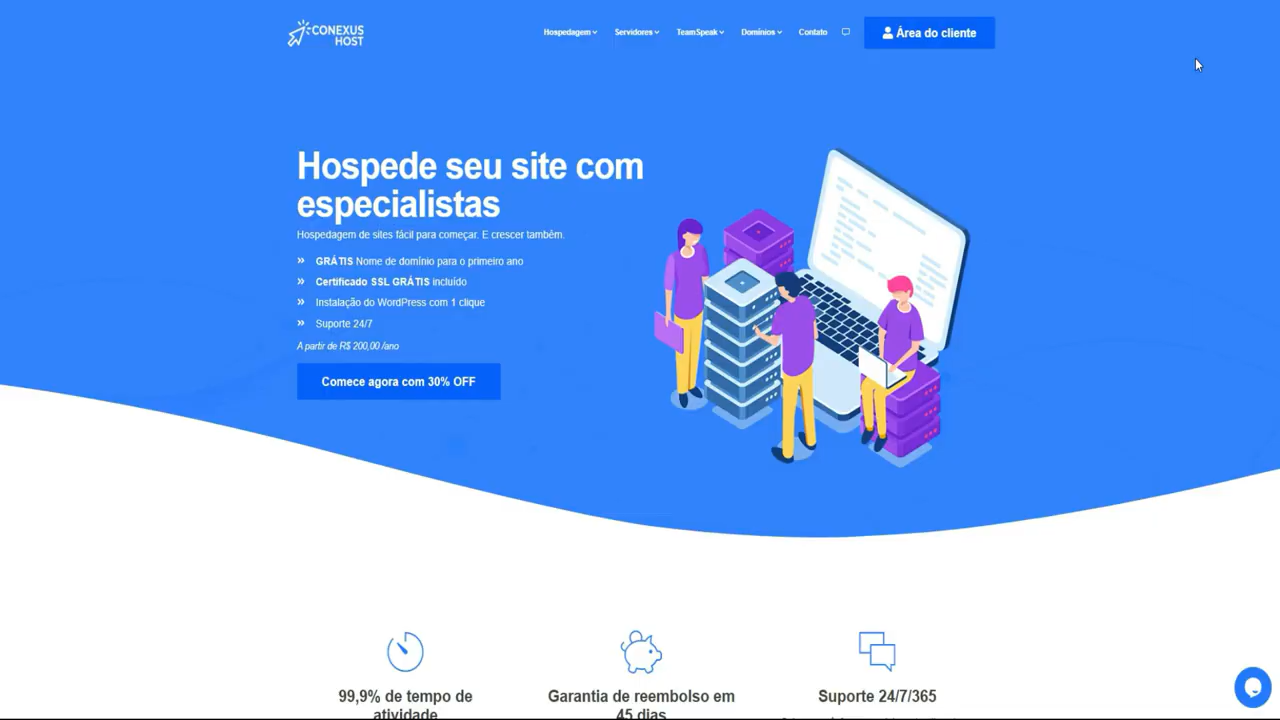 CONEXUS
HOST
Hospedagem
Servidores
TeamSpeak
Domínios
Contato
Área do cliente
Hospede seu site com
especialistas
Hospedagem de sites fácil para começar. E crescer também.
» GRÁTIS Nome de domínio para o primeiro ano
» Certificado SSL GRÁTIS incluído
» Instalação do WordPress com 1 clique
» Suporte 24/7
A partir de R$ 200,00 /ano
Comece agora com 30% OFF
99,9% de tempo de
atividade
Garantia de reembolso em
45 dias
Suporte 24/7/365